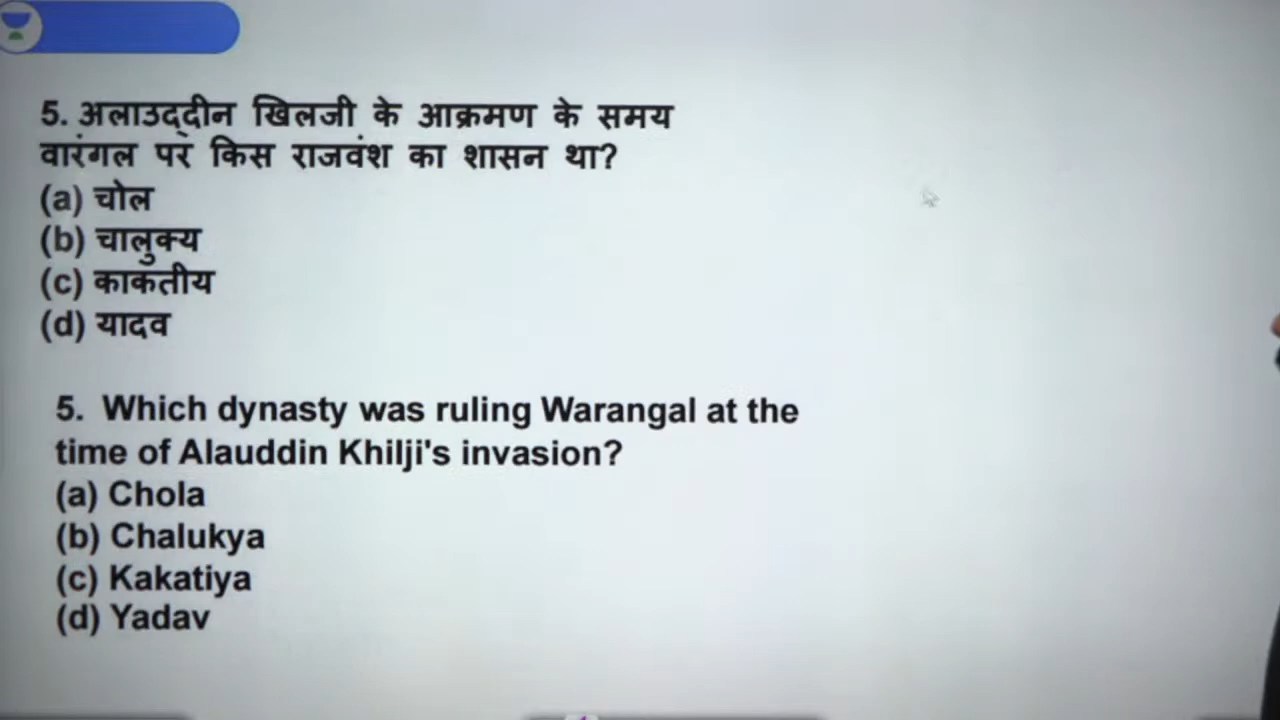 5. अलाउद्दीन खिलजी के आक्रमण के समय
वारंगल पर किस राजवंश का शासन था?
(a) चोल
(b) चालुक्य
(c) काकतीय
(d) यादव
5. Which dynasty was ruling Warangal at the
time of Alauddin Khilji's invasion?
(a) Chola
(b) Chalukya
(c) Kakatiya
(d) Yadav